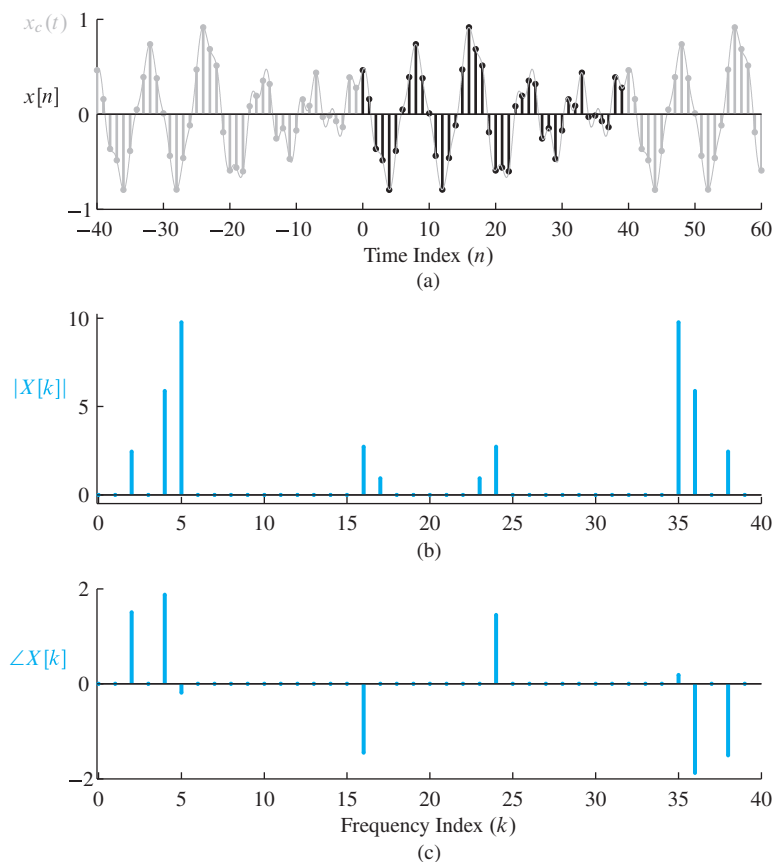 x_c(t)
1
x[n]
0
−1
−40 −30 −20 −10 0 10 20 30 40 50 60
Time Index (n)
(a)
10
|X[k]|
5
0
0 5 10 15 20 25 30 35 40
(b)
2
∠X[k]
0
−2
0 5 10 15 20 25 30 35 40
Frequency Index (k)
(c)